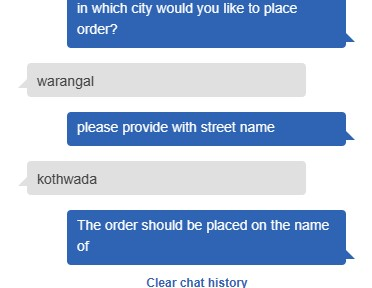 in which city would you like to place
order?
warangal
please provide with street name
kothwada
The order should be placed on the name
of
Clear chat history